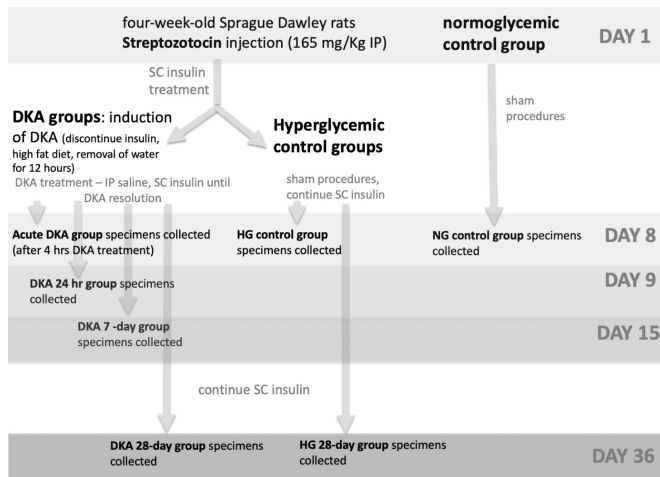 four-week-old Sprague Dawley rats
Streptozotocin injection (165 mg/Kg IP)
normoglycemic
control group
DAY 1
SC insulin
treatment
sham
procedures
DKA groups: induction
of DKA (discontinue insulin,
high fat diet, removal of water
for 12 hours)
Hyperglycemic
control groups
DKA treatment – IP saline, SC insulin until
DKA resolution
sham procedures,
continue SC insulin
Acute DKA group specimens collected
(after 4 hrs DKA treatment)
HG control group
specimens collected
NG control group specimens
collected
DAY 8
DKA 24 hr group specimens
collected
DAY 9
DKA 7 -day group
specimens collected
DAY 15
continue SC insulin
DKA 28-day group specimens
collected
HG 28-day group specimens
collected
DAY 36